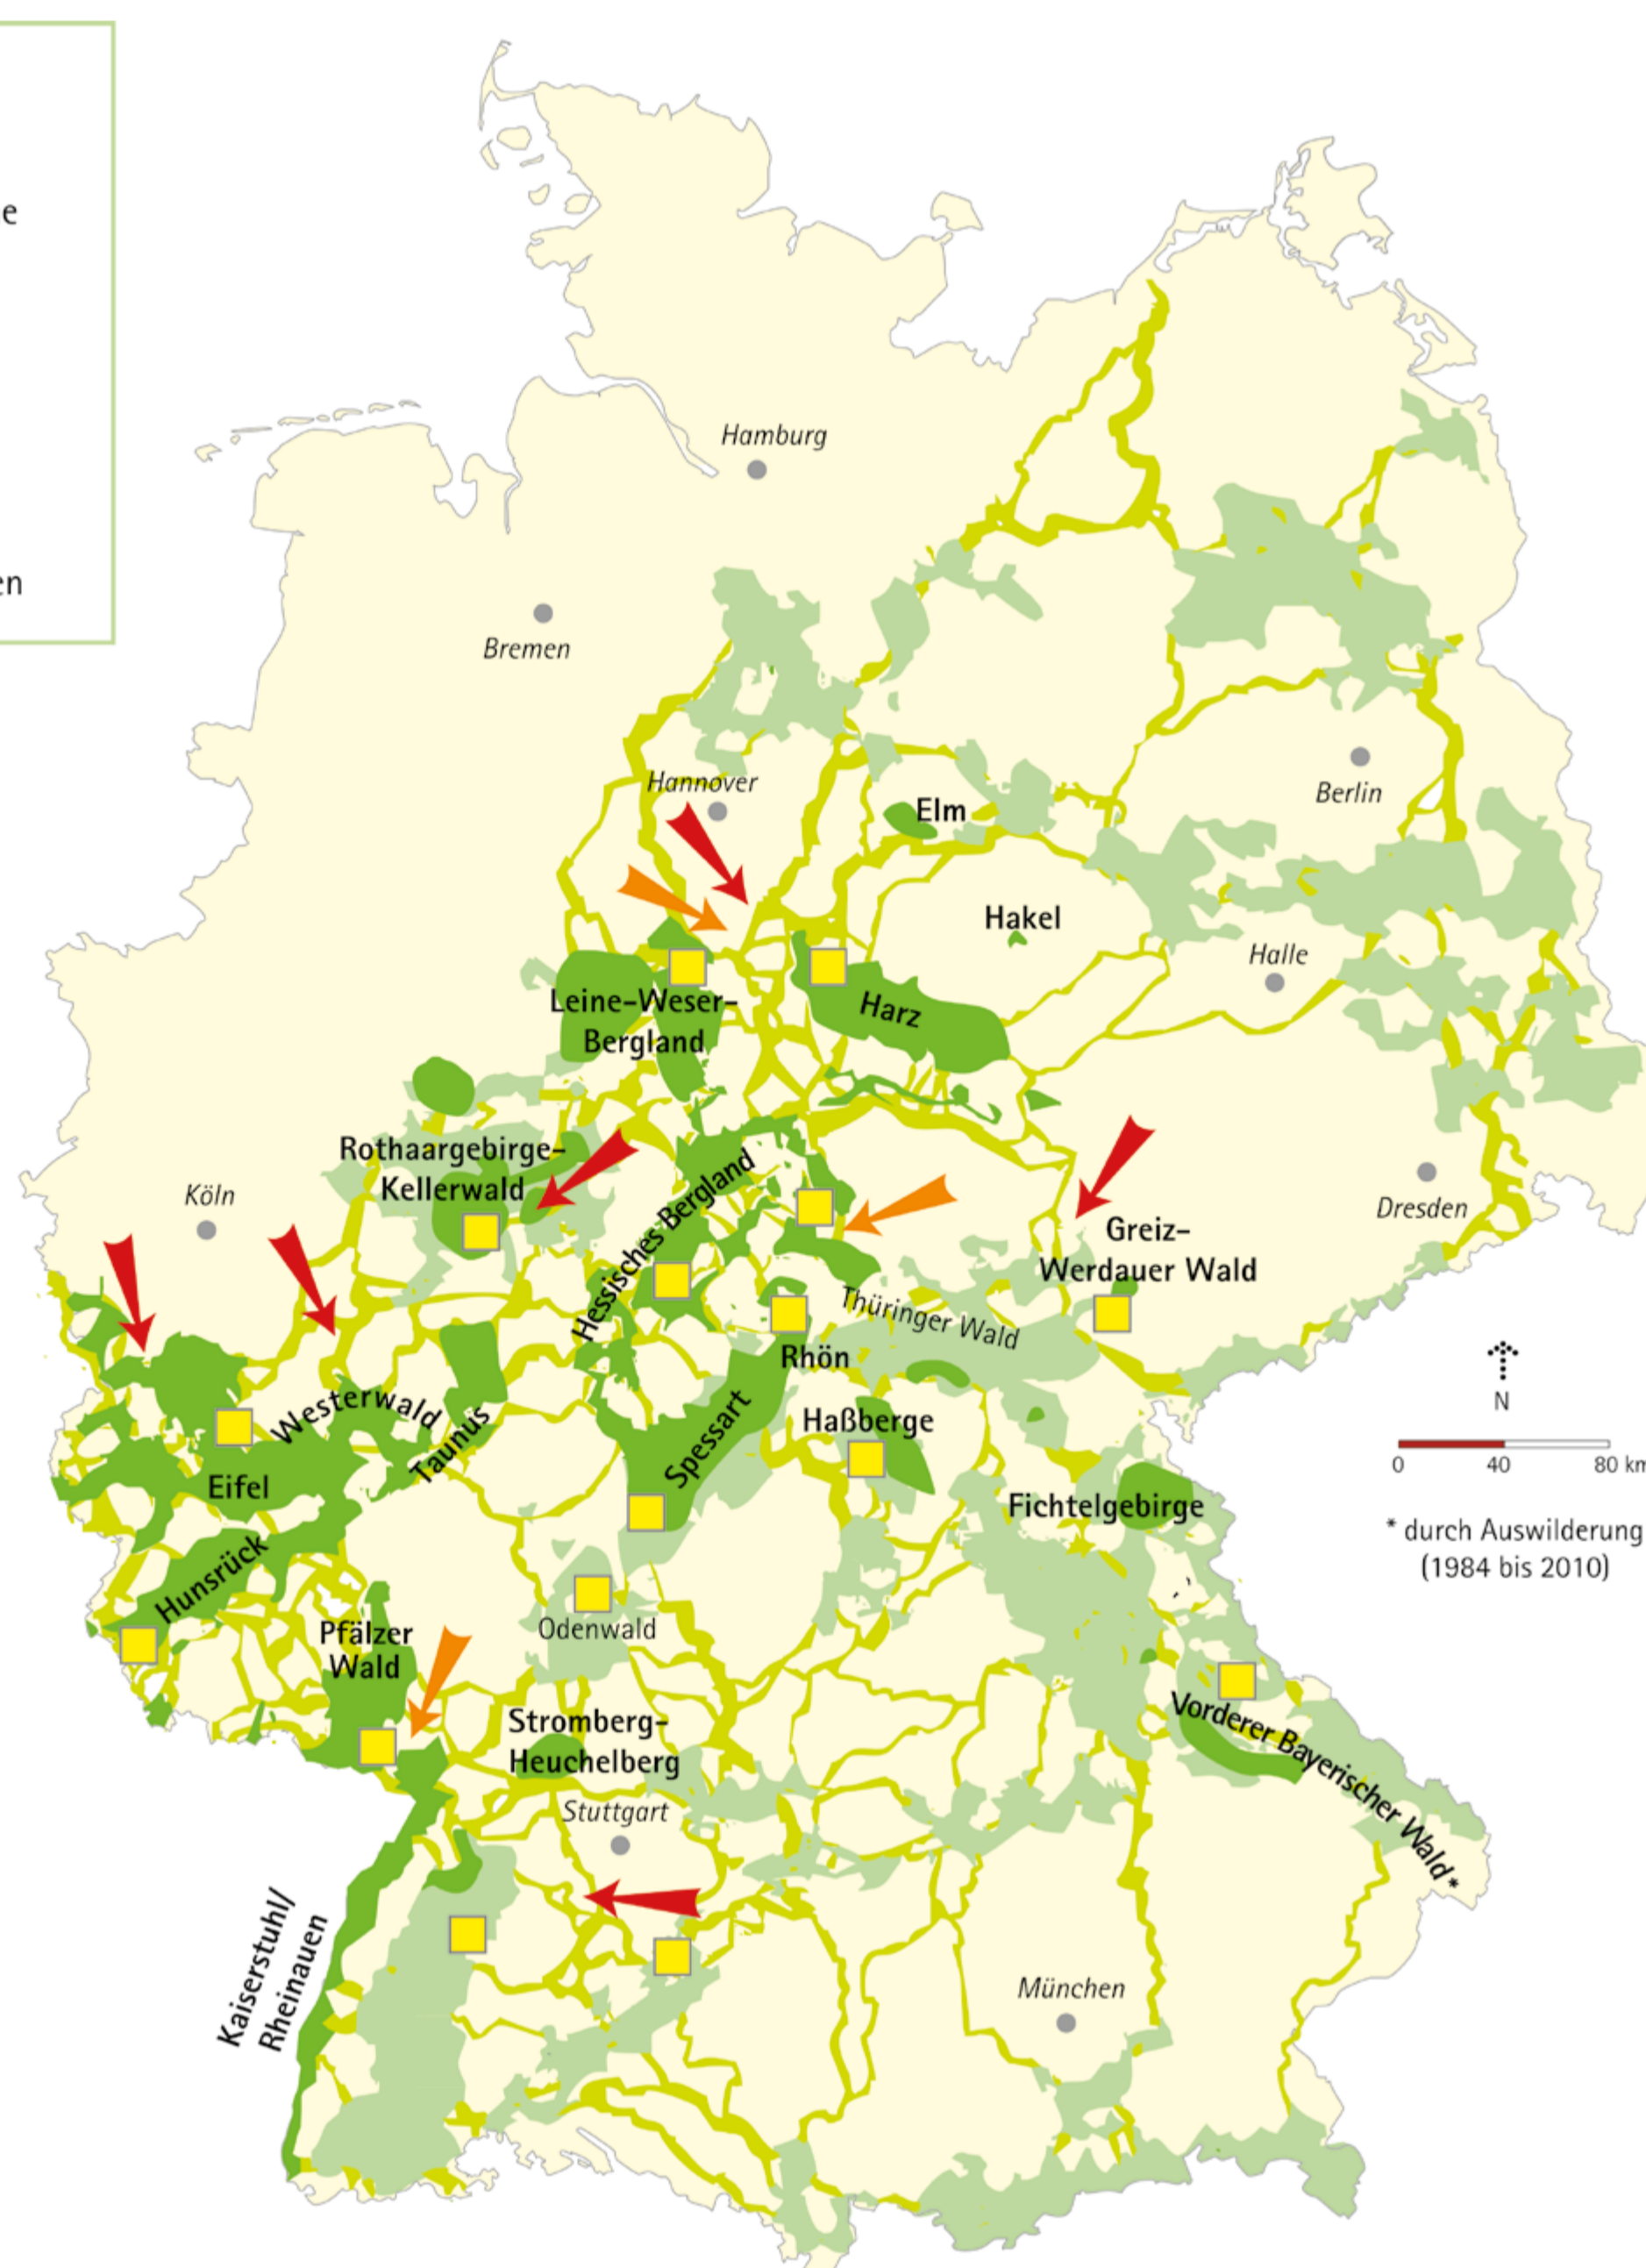 e
en
Hamburg
Bremen
Hannover
Elm
Berlin
Hakel
Halle
Leine-Weser-
Bergland
Harz
Rothaargebirge-
Kellerwald
Köln
Hessisches Bergland
Dresden
Greiz-
Werdauer Wald
Thüringer Wald
Rhön
N
Westerwald
Taunus
Spessart
Haßberge
0 40 80 km
Eifel
Fichtelgebirge
* durch Auswilderung
(1984 bis 2010)
Hunsrück
Odenwald
Pfälzer
Wald
Vorderer Bayerischer Wald*
Stromberg-
Heuchelberg
Stuttgart
Kaiserstuhl/
Rheinauen
München